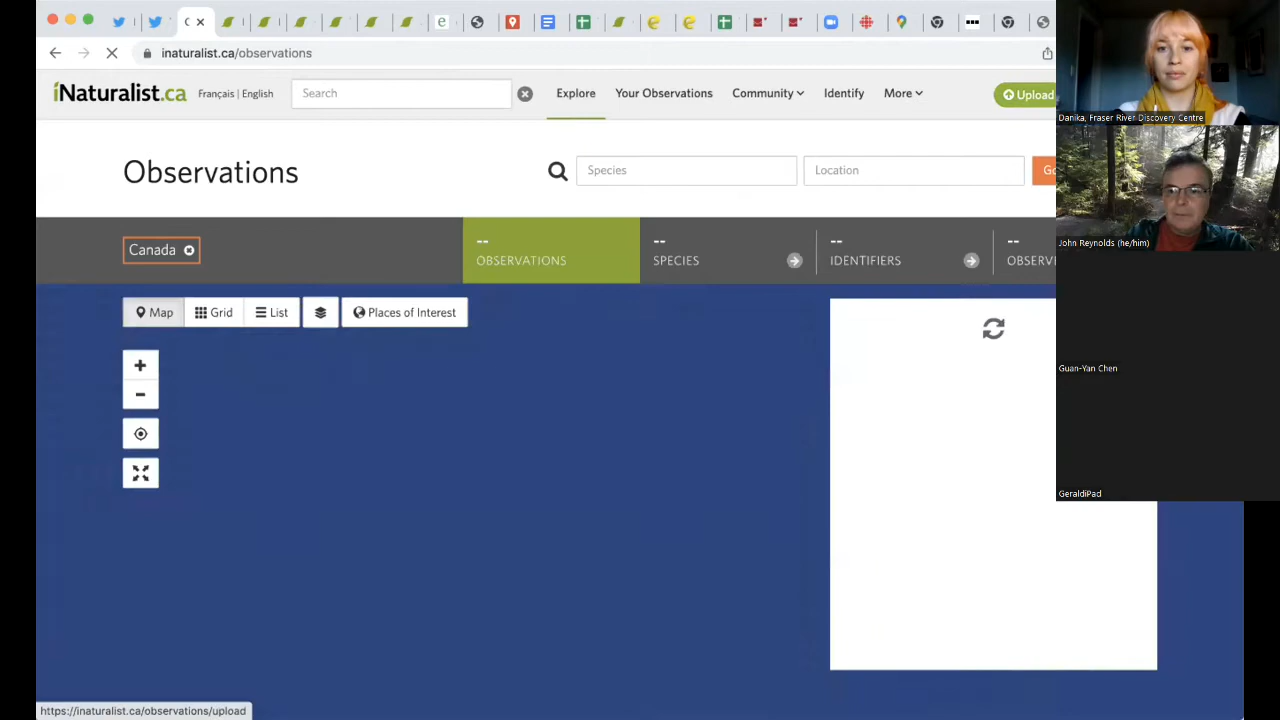 inaturalist.ca/observations
iNaturalist.ca
Français | English
Search
Explore
Your Observations
Community
Identify
More
Upload
Observations
Species
Location
Go
Canada
--
OBSERVATIONS
--
SPECIES
--
IDENTIFIERS
--
OBSERVE
Map
Grid
List
Places of Interest
+
−
https://inaturalist.ca/observations/upload
Danika, Fraser River Discovery Centre
John Reynolds (he/him)
Guan-Yan Chen
GeraldiPad